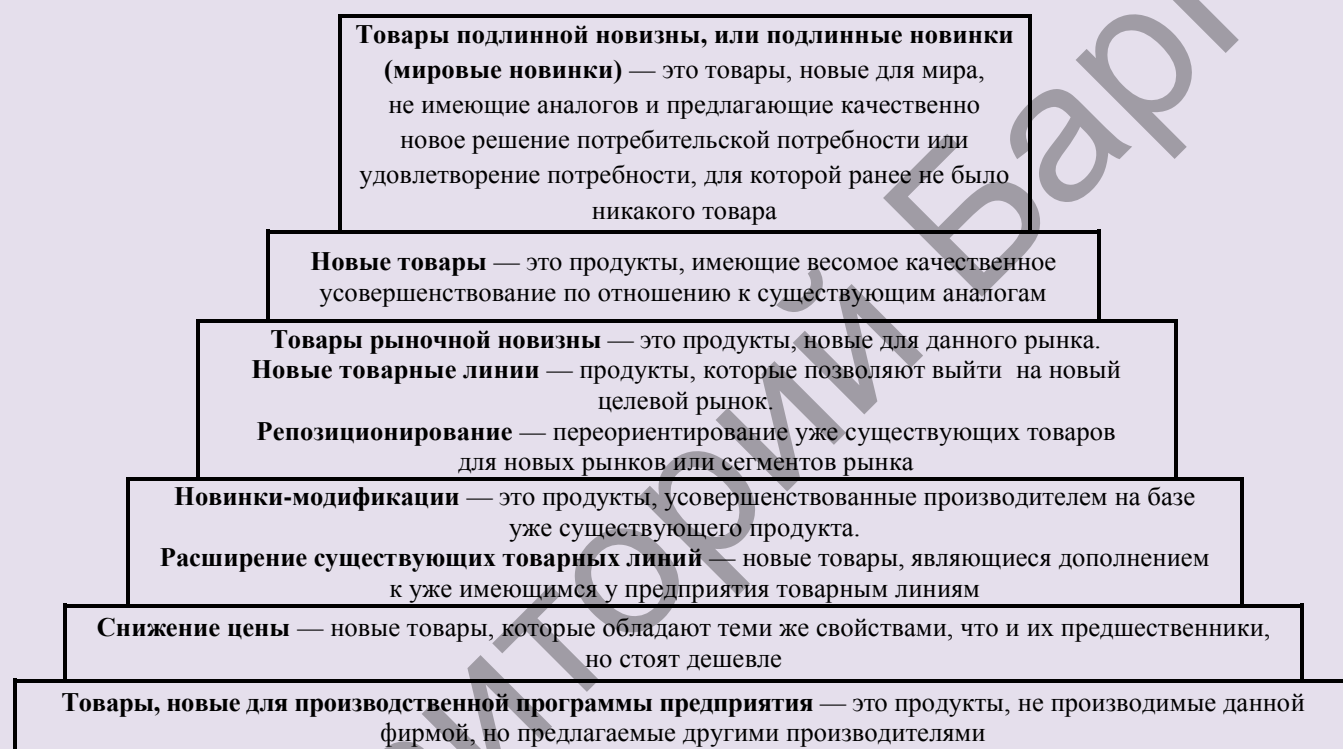 Товары подлинной новизны, или подлинные новинки
(мировые новинки) — это товары, новые для мира,
не имеющие аналогов и предлагающие качественно
новое решение потребительской потребности или
удовлетворение потребности, для которой ранее не было
никакого товара
Новые товары — это продукты, имеющие весомое качественное
усовершенствование по отношению к существующим аналогам
Товары рыночной новизны — это продукты, новые для данного рынка.
Новые товарные линии — продукты, которые позволяют выйти на новый
целевой рынок.
Репозиционирование — переориентирование уже существующих товаров
для новых рынков или сегментов рынка
Новинки-модификации — это продукты, усовершенствованные производителем на базе
уже существующего продукта.
Расширение существующих товарных линий — новые товары, являющиеся дополнением
к уже имеющимся у предприятия товарным линиям
Снижение цены — новые товары, которые обладают теми же свойствами, что и их предшественники,
но стоят дешевле
Товары, новые для производственной программы предприятия — это продукты, не производимые данной
фирмой, но предлагаемые другими производителями